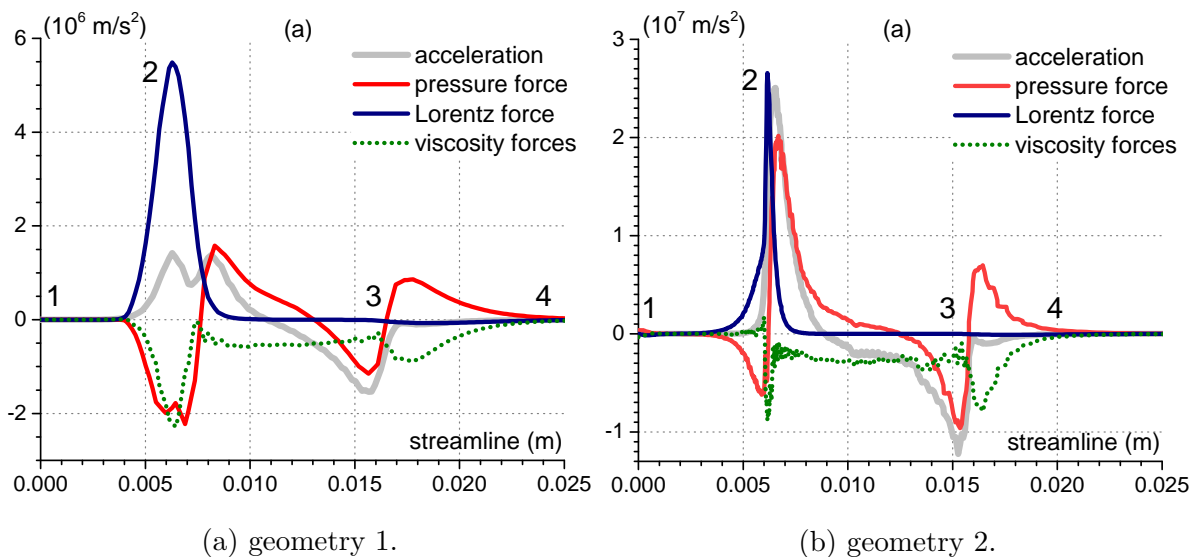 (10⁶ m/s²)
(a)
6
4
2
0
-2
acceleration
pressure force
Lorentz force
viscosity forces
1
2
3
4
streamline (m)
0.000 0.005 0.010 0.015 0.020 0.025
(a) geometry 1.
(10⁷ m/s²)
(a)
3
2
1
0
-1
acceleration
pressure force
Lorentz force
viscosity forces
1
2
3
4
streamline (m)
0.000 0.005 0.010 0.015 0.020 0.025
(b) geometry 2.